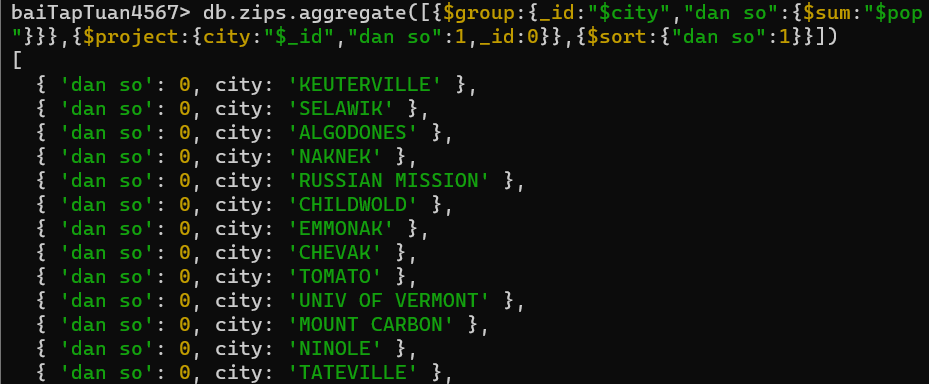 baiTapTuan4567> db.zips.aggregate([{$group:{_id:"$city","dan so":{$sum:"$pop
"}}},{$project:{city:"$_id","dan so":1,_id:0}},{$sort:{"dan so":1}}])
[
  { 'dan so': 0, city: 'KEUTERVILLE' },
  { 'dan so': 0, city: 'SELAWIK' },
  { 'dan so': 0, city: 'ALGODONES' },
  { 'dan so': 0, city: 'NAKNEK' },
  { 'dan so': 0, city: 'RUSSIAN MISSION' },
  { 'dan so': 0, city: 'CHILDWOLD' },
  { 'dan so': 0, city: 'EMMONAK' },
  { 'dan so': 0, city: 'CHEVAK' },
  { 'dan so': 0, city: 'TOMATO' },
  { 'dan so': 0, city: 'UNIV OF VERMONT' },
  { 'dan so': 0, city: 'MOUNT CARBON' },
  { 'dan so': 0, city: 'NINOLE' },
  { 'dan so': 0, city: 'TATEVILLE' },